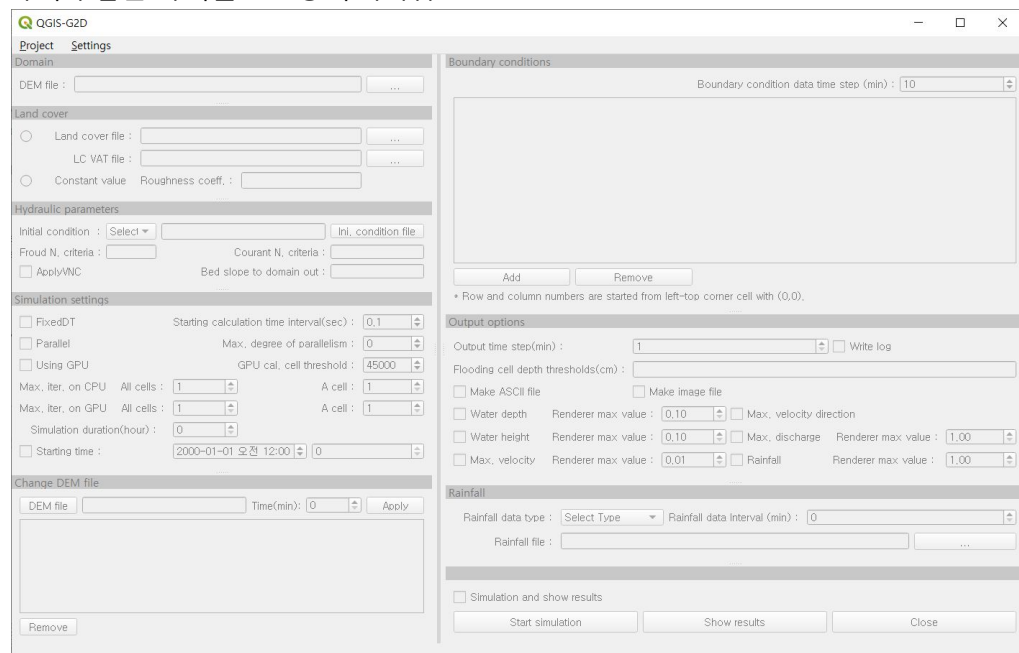 QGIS-G2D
Project Settings
Domain
DEM file : ...
Land cover
Land cover file : ...
LC VAT file : ...
Constant value Roughness coeff. :
Hydraulic parameters
Initial condition : Select Ini. condition file
Froud N. criteria : Courant N. criteria :
ApplyVNC Bed slope to domain out :
Simulation settings
FixedDT Starting calculation time interval(sec) : 0.1
Parallel Max. degree of parallelism : 0
Using GPU GPU cal. cell threshold : 45000
Max. iter. on CPU All cells : 1 A cell : 1
Max. iter. on GPU All cells : 1 A cell : 1
Simulation duration(hour) : 0
Starting time : 2000-01-01 오전 12:00 0
Change DEM file
DEM file Time(min): 0 Apply
Remove
Boundary conditions
Boundary condition data time step (min) : 10
Add Remove
* Row and column numbers are started from left-top corner cell with (0,0).
Output options
Output time step(min) : 1 Write log
Flooding cell depth thresholds(cm) :
Make ASCII file Make image file
Water depth Renderer max value : 0.10 Max. velocity direction
Water height Renderer max value : 0.10 Max. discharge Renderer max value : 1.00
Max. velocity Renderer max value : 0.01 Rainfall Renderer max value : 1.00
Rainfall
Rainfall data type : Select Type Rainfall data Interval (min) : 0
Rainfall file : ...
Simulation and show results
Start simulation Show results Close